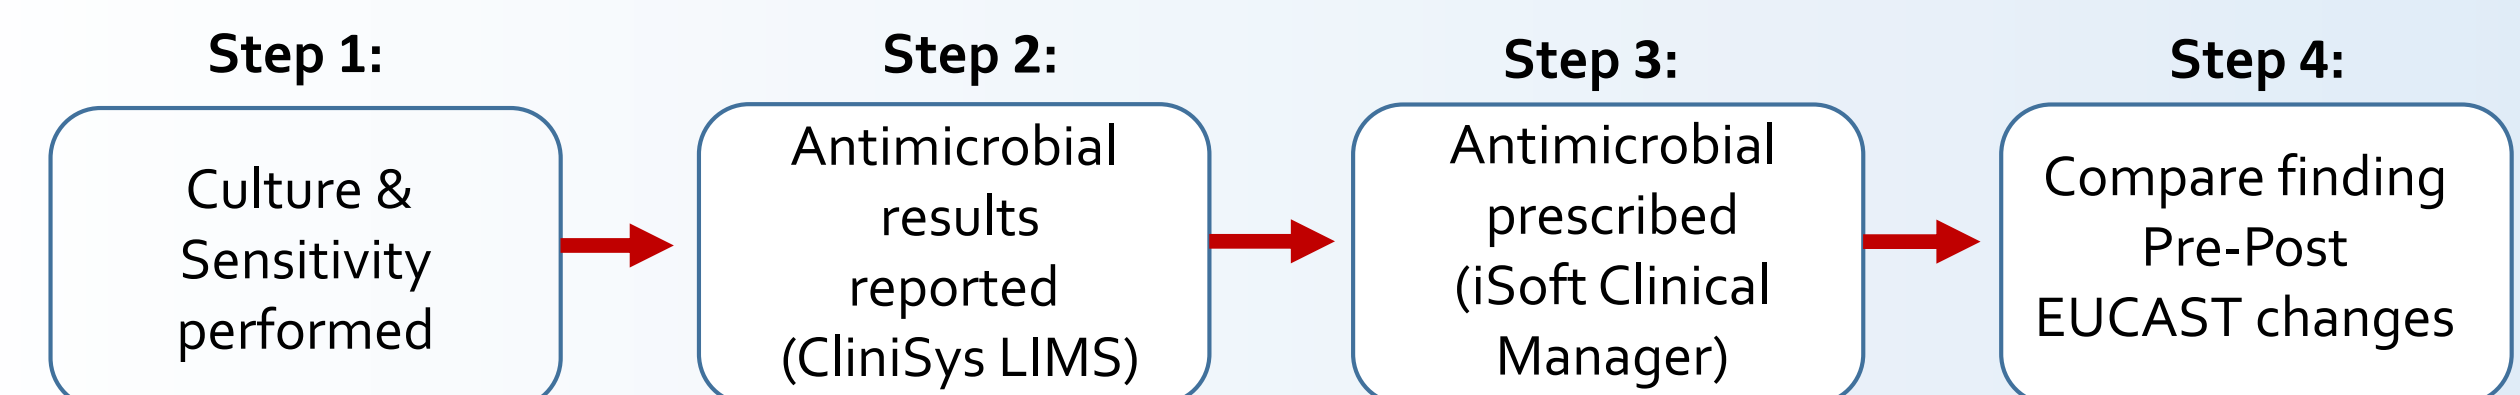 Step 1:
Culture &
Sensitivity
performed
Step 2:
Antimicrobial
results
reported
(CliniSys LIMS)
Step 3:
Antimicrobial
prescribed
(iSoft Clinical
Manager)
Step 4:
Compare finding
Pre-Post
EUCAST changes